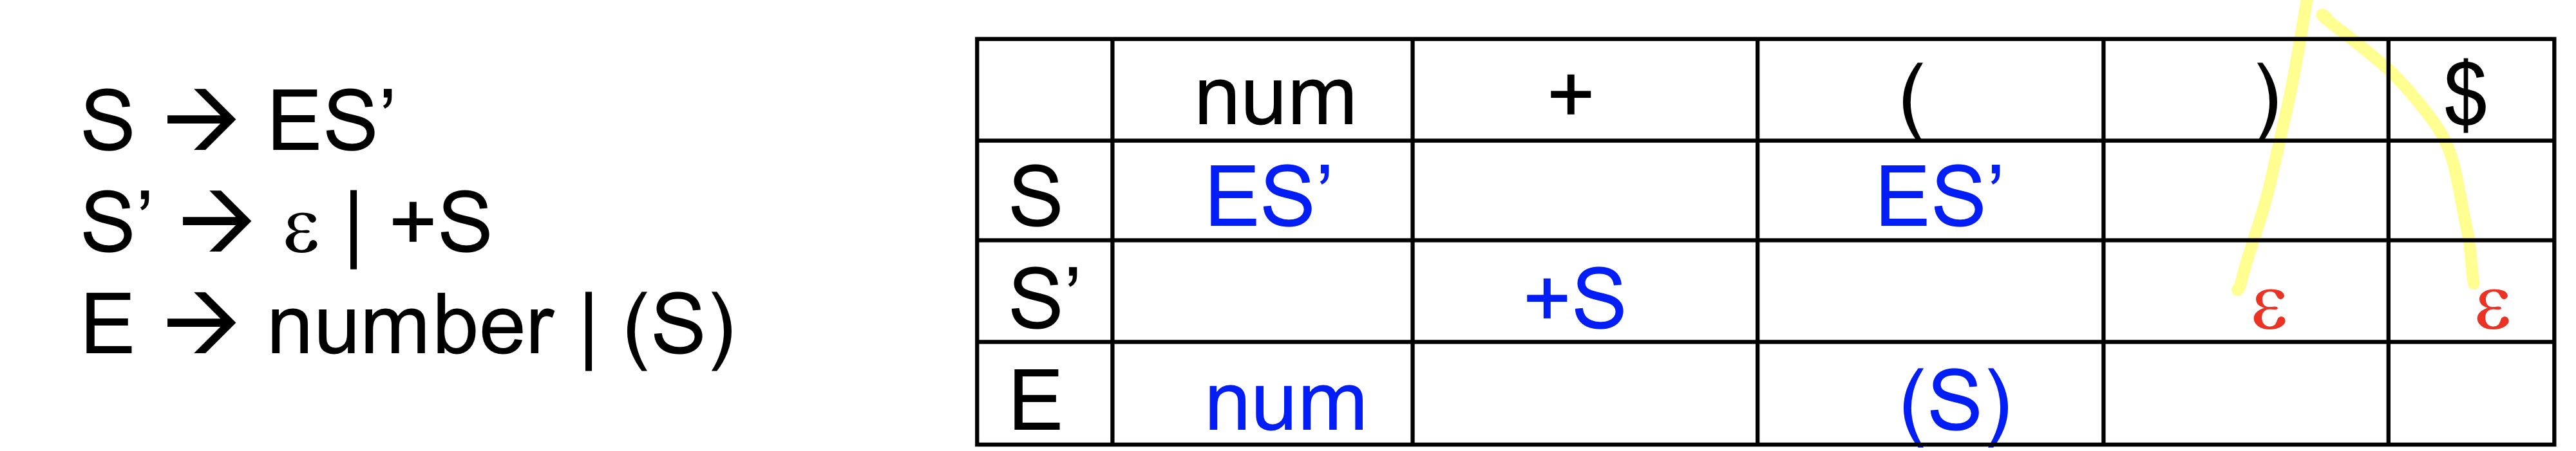 S → ES’
S’ → ε | +S
E → number | (S)
num + ( ) $
S ES’ ES’
S’ +S ε ε
E num (S)